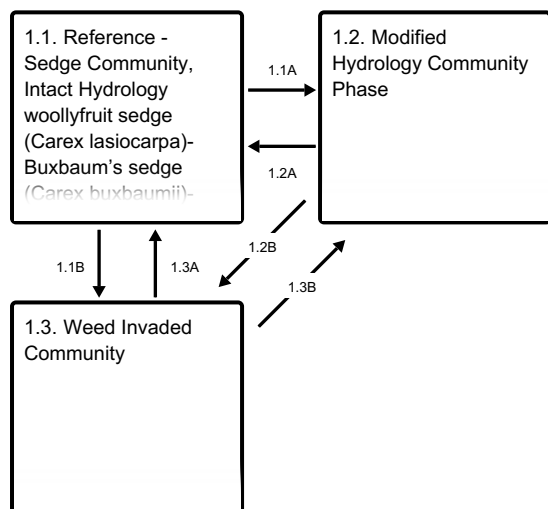 1.1. Reference -
Sedge Community,
Intact Hydrology
woollyfruit sedge
(Carex lasiocarpa)-
Buxbaum's sedge
(Carex buxbaumii)-
1.1A
1.2. Modified
Hydrology Community
Phase
1.2A
1.1B
1.3A
1.2B
1.3B
1.3. Weed Invaded
Community